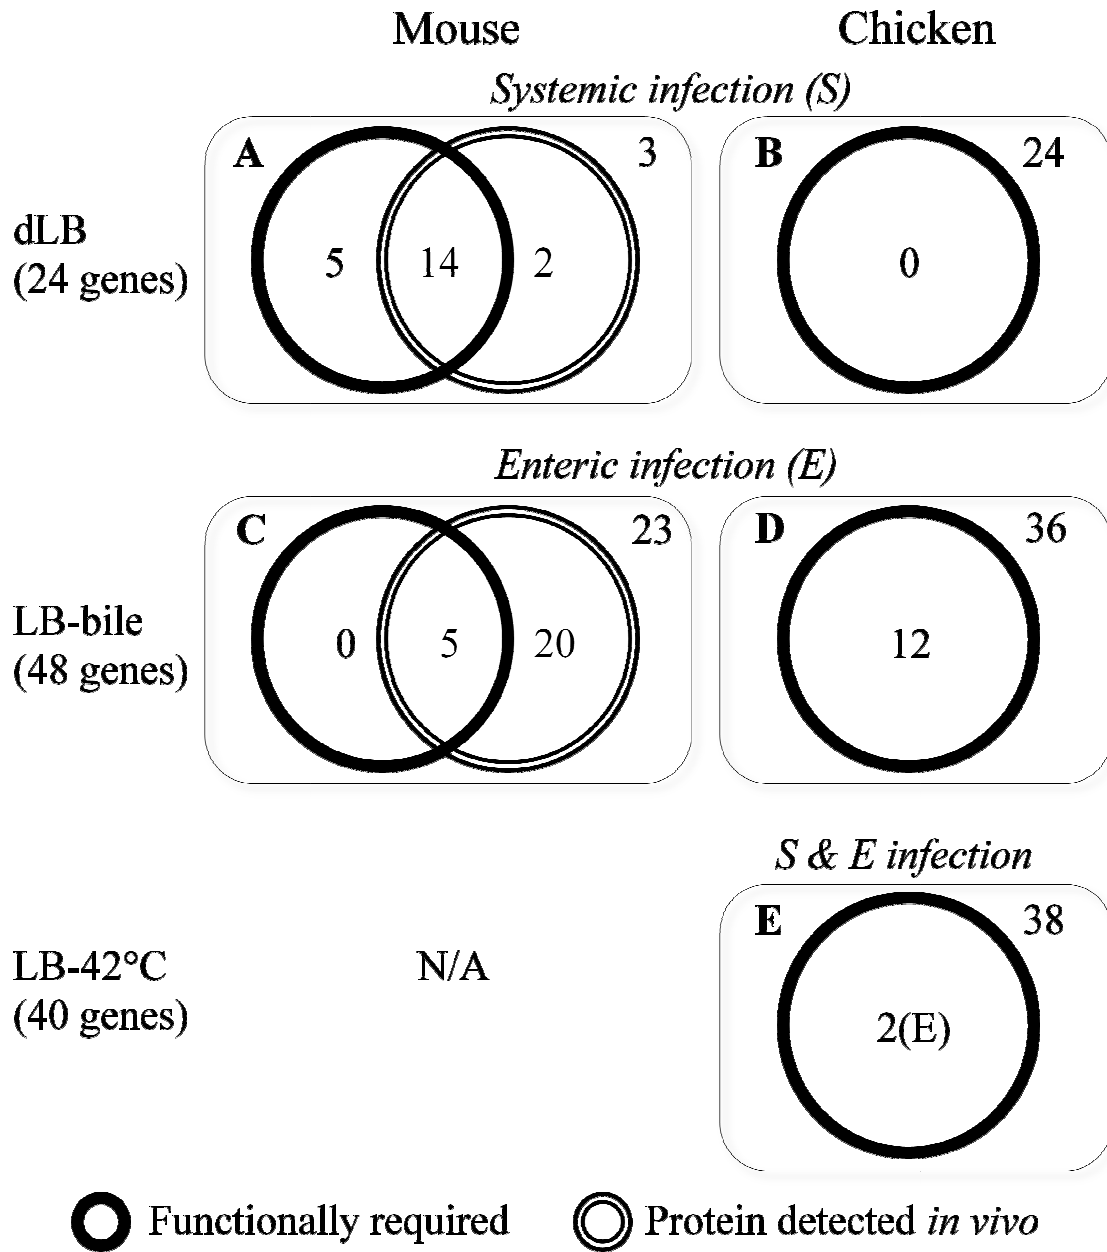 Mouse Chicken
Systemic infection (S)
A 3 B 24
dLB
(24 genes)
5 14 2 0
Enteric infection (E)
C 23 D 36
LB-bile
(48 genes)
0 5 20 12
S & E infection
E 38
LB-42°C
(40 genes)
N/A
2(E)
Functionally required Protein detected in vivo